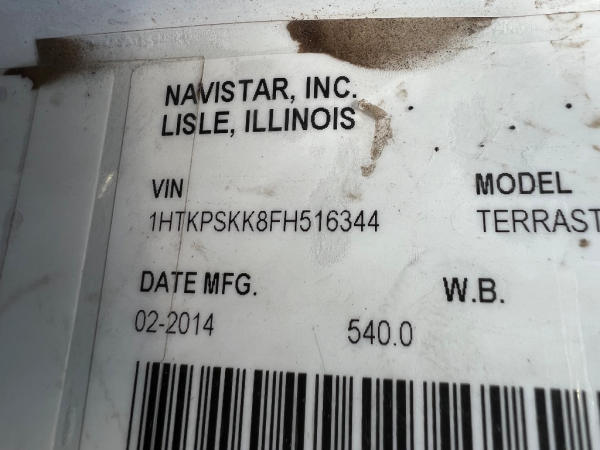 NAVISTAR, INC.
LISLE, ILLINOIS
VIN MODEL
1HTKPSKK8FH516344 TERRAST
DATE MFG. W.B.
02-2014 540.0